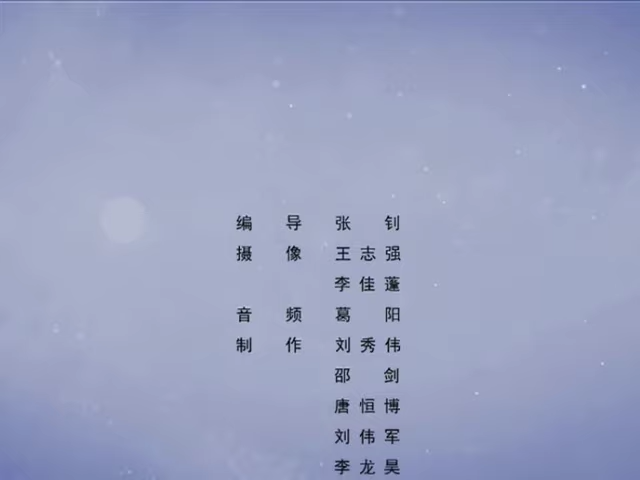 编导 张钊
摄像 王志强
李佳蓬
音频 葛阳
制作 刘秀伟
邵剑
唐恒博
刘伟军
李龙昊